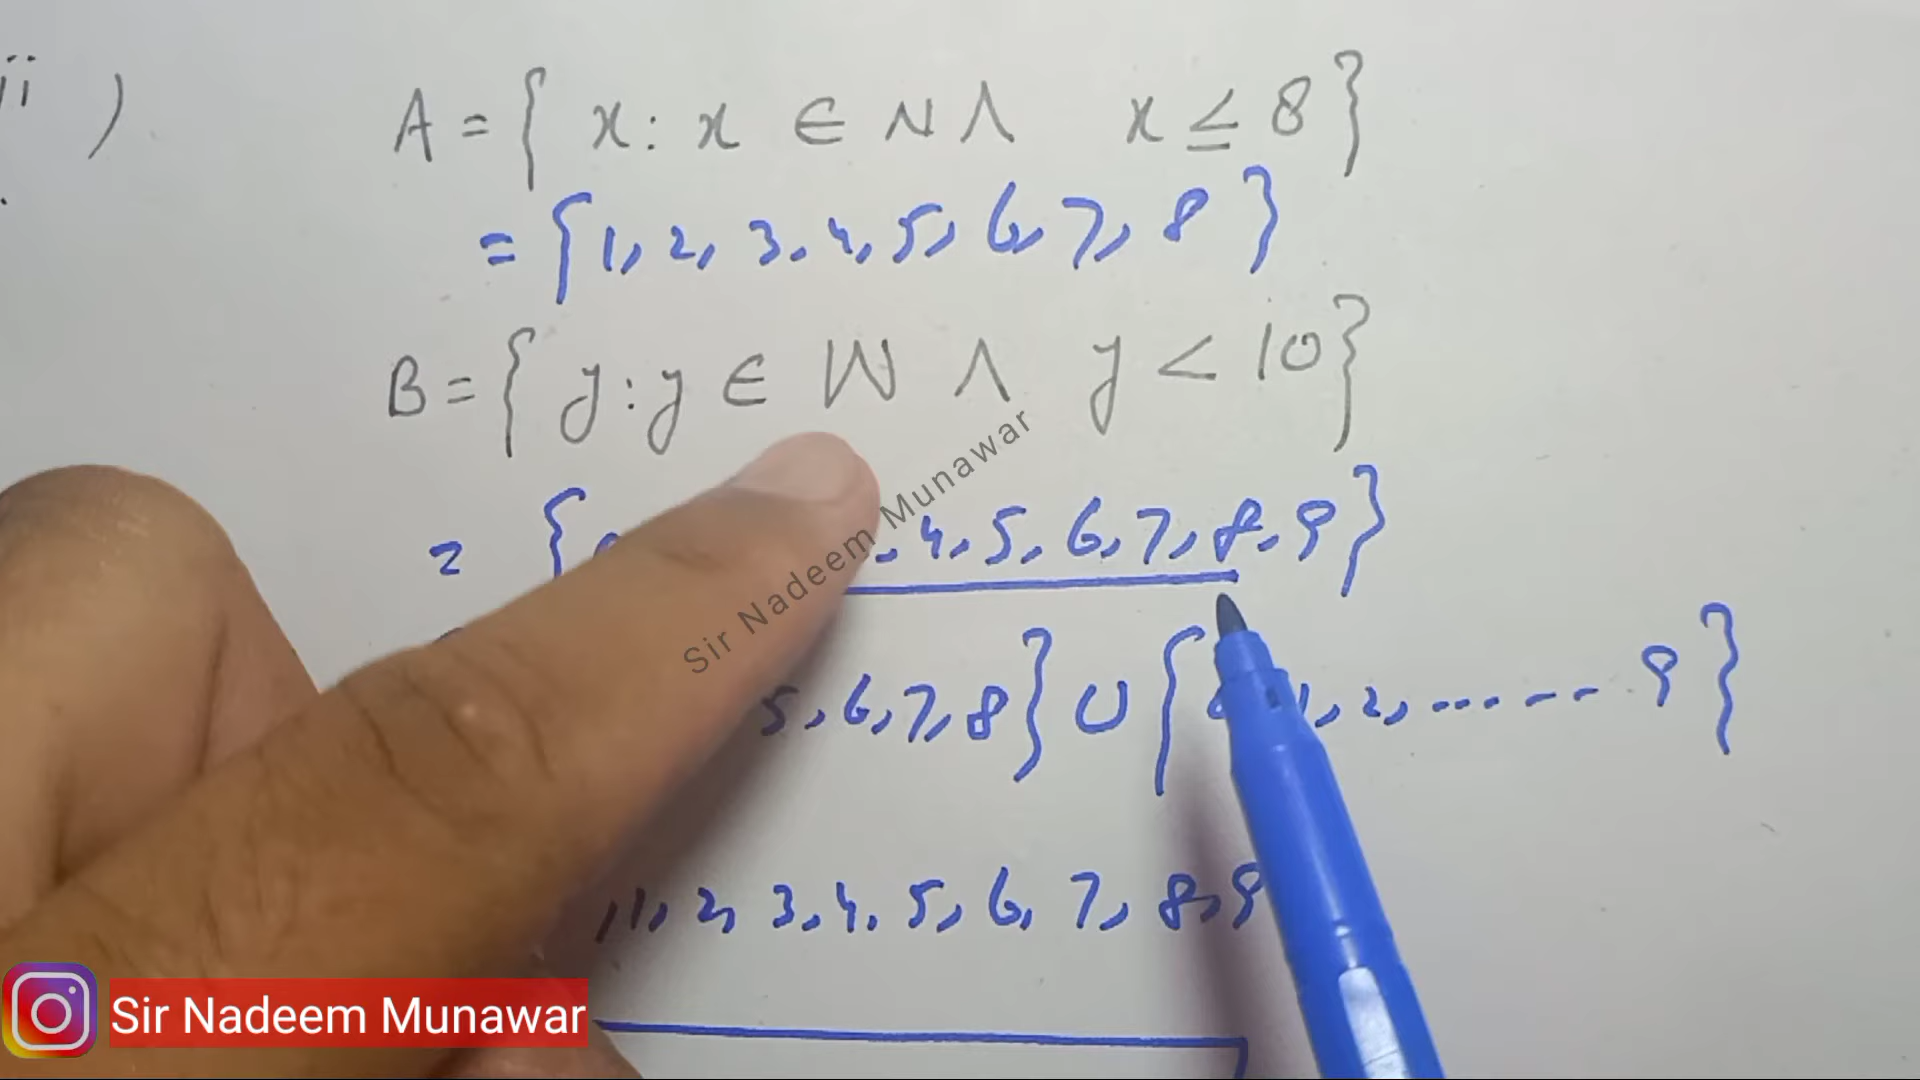 ii )
A = { x : x ∈ N ∧ x ≤ 8 }
= { 1, 2, 3, 4, 5, 6, 7, 8 }
B = { y : y ∈ W ∧ y < 10 }
= { , 4, 5, 6, 7, 8, 9 }
5, 6, 7, 8 } ∪ { 1, 2, ....--- 9 }
, 1, 2, 3, 4, 5, 6, 7, 8, 9
Sir Nadeem Munawar
Sir Nadeem Munawar